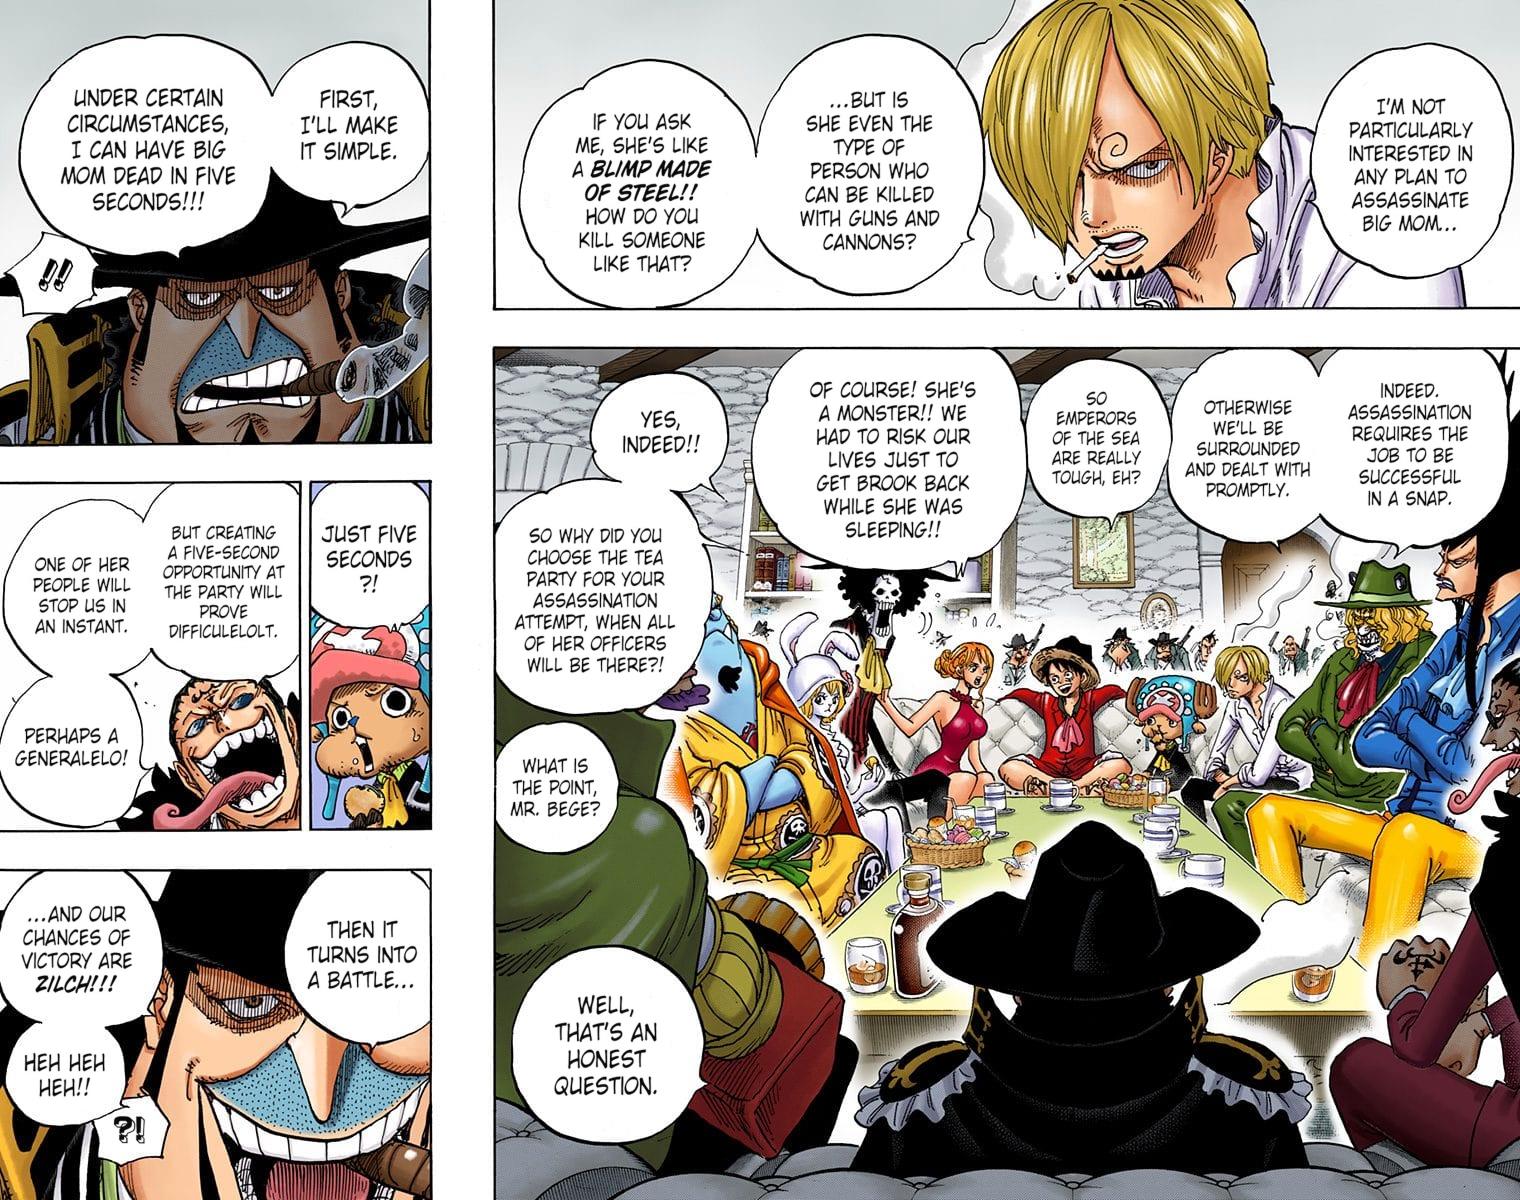 I'M NOT
PARTICULARLY
INTERESTED IN
ANY PLAN TO
ASSASSINATE
BIG MOM...
...BUT IS
SHE EVEN THE
TYPE OF
PERSON WHO
CAN BE KILLED
WITH GUNS AND
CANNONS?
IF YOU ASK
ME, SHE'S LIKE
A BLIMP MADE
OF STEEL!!
HOW DO YOU
KILL SOMEONE
LIKE THAT?
INDEED.
ASSASSINATION
REQUIRES THE
JOB TO BE
SUCCESSFUL
IN A SNAP.
OTHERWISE
WE'LL BE
SURROUNDED
AND DEALT WITH
PROMPTLY.
SO
EMPERORS
OF THE SEA
ARE REALLY
TOUGH, EH?
OF COURSE! SHE'S
A MONSTER!! WE
HAD TO RISK OUR
LIVES JUST TO
GET BROOK BACK
WHILE SHE WAS
SLEEPING!!
YES,
INDEED!!
SO WHY DID YOU
CHOOSE THE TEA
PARTY FOR YOUR
ASSASSINATION
ATTEMPT, WHEN ALL
OF HER OFFICERS
WILL BE THERE?!
WHAT IS
THE POINT,
MR. BEGE?
WELL,
THAT'S AN
HONEST
QUESTION.
FIRST,
I'LL MAKE
IT SIMPLE.
UNDER CERTAIN
CIRCUMSTANCES,
I CAN HAVE BIG
MOM DEAD IN FIVE
SECONDS!!!
!!
JUST FIVE
SECONDS
?!
BUT CREATING
A FIVE-SECOND
OPPORTUNITY AT
THE PARTY WILL
PROVE
DIFFICULELOLT.
ONE OF HER
PEOPLE WILL
STOP US IN
AN INSTANT.
PERHAPS A
GENERALELO!
THEN IT
TURNS INTO
A BATTLE...
...AND OUR
CHANCES OF
VICTORY ARE
ZILCH!!!
HEH HEH
HEH!!
?!